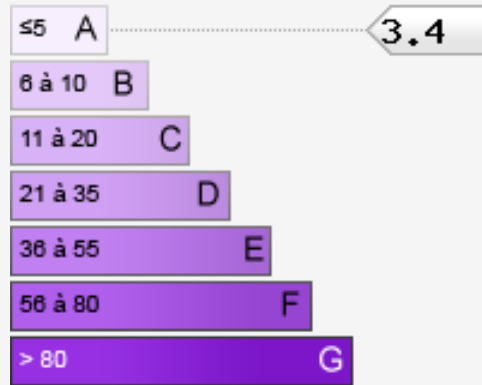 ≤5 A 3.4
6 à 10 B
11 à 20 C
21 à 35 D
36 à 55 E
56 à 80 F
> 80 G